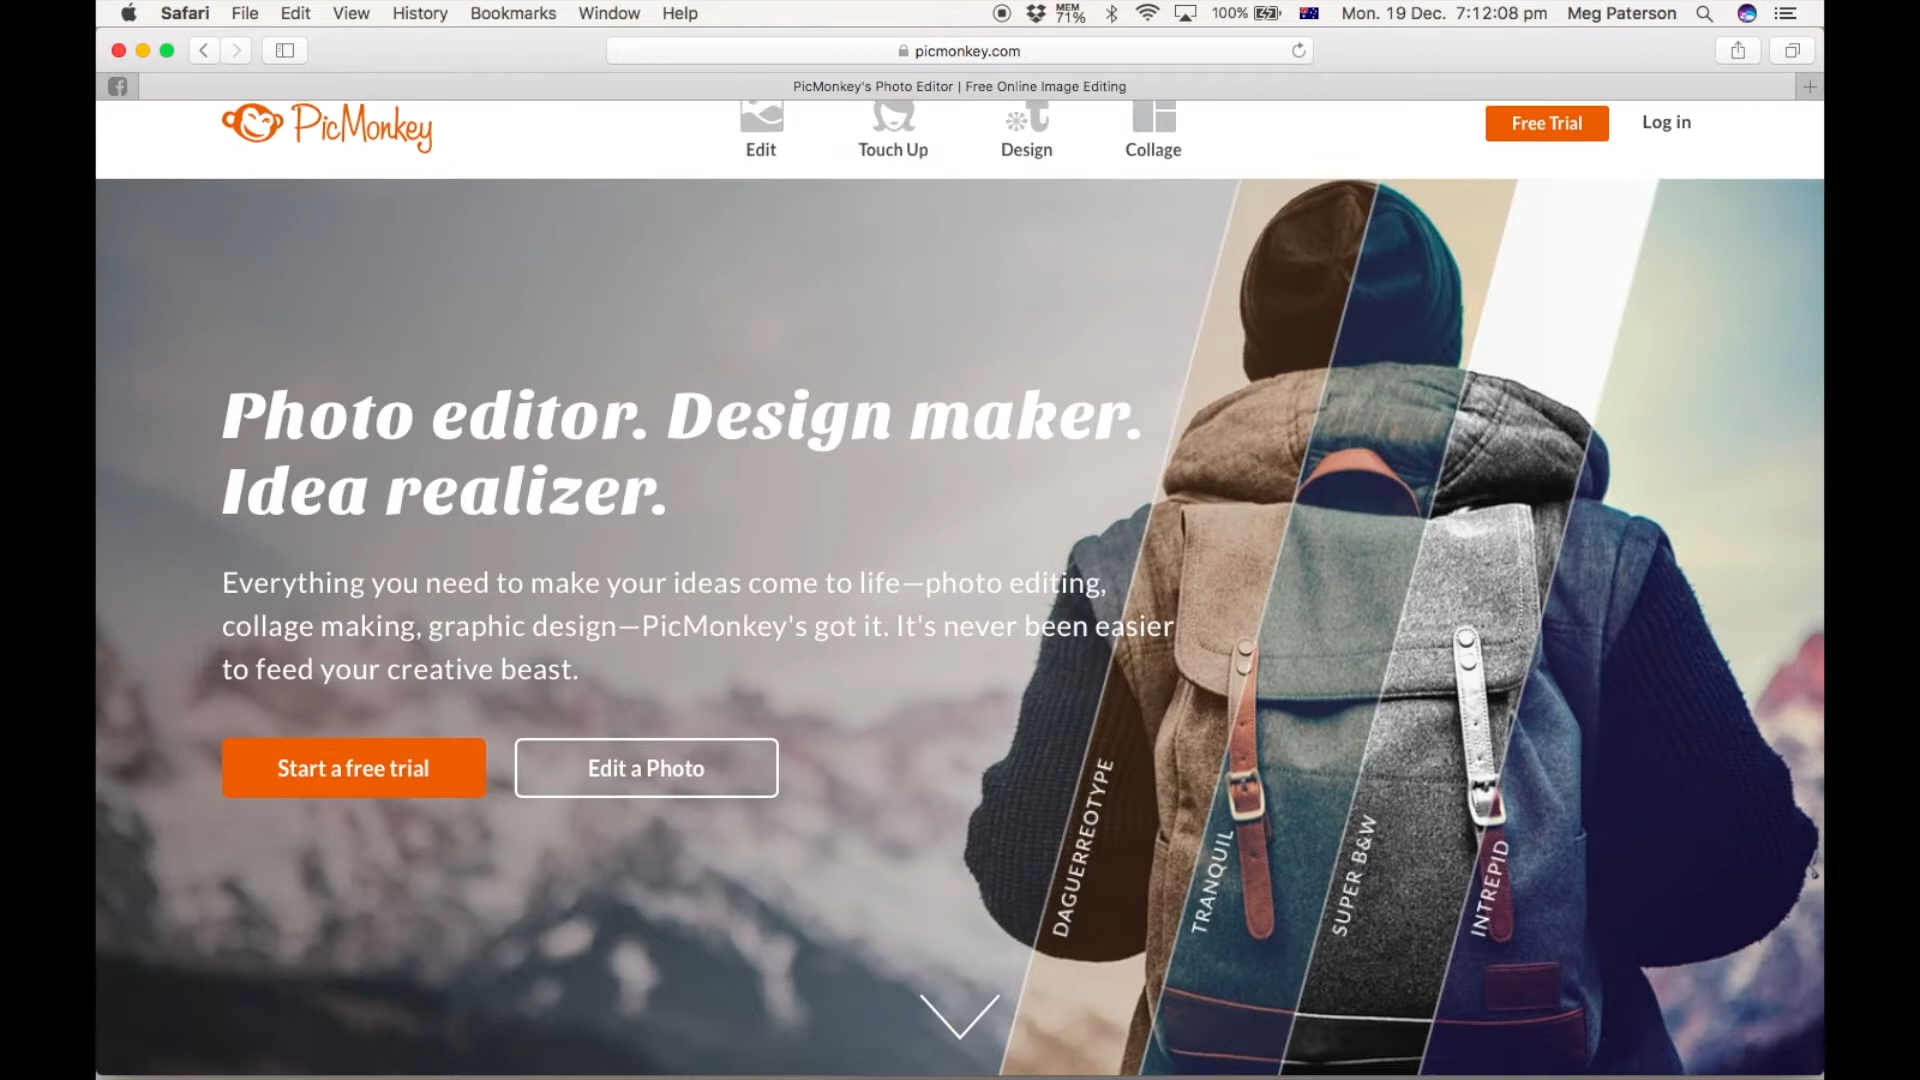 Safari File Edit View History Bookmarks Window Help MEM 71% 100% Mon. 19 Dec. 7:12:08 pm Meg Paterson
picmonkey.com
PicMonkey's Photo Editor | Free Online Image Editing
PicMonkey
Edit Touch Up Design Collage
Free Trial Log in
Photo editor. Design maker.
Idea realizer.
Everything you need to make your ideas come to life—photo editing,
collage making, graphic design—PicMonkey's got it. It's never been easier
to feed your creative beast.
Start a free trial Edit a Photo
DAGUERREOTYPE
TRANQUIL
SUPER B&W
INTREPID